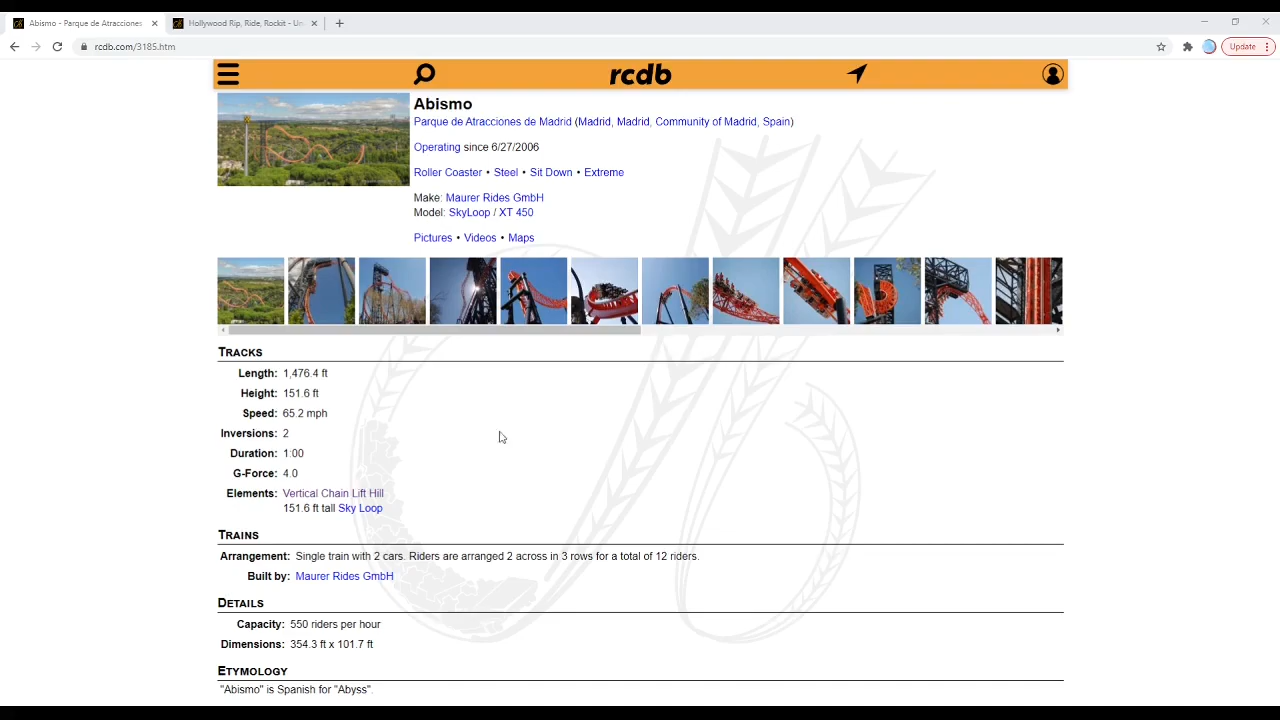 Abismo - Parque de Atracciones
Hollywood Rip, Ride, Rockit - Un
rcdb.com/3185.htm
Update
rcdb
Abismo
Parque de Atracciones de Madrid (Madrid, Madrid, Community of Madrid, Spain)
Operating since 6/27/2006
Roller Coaster • Steel • Sit Down • Extreme
Make: Maurer Rides GmbH
Model: SkyLoop / XT 450
Pictures • Videos • Maps
Tracks
Length: 1,476.4 ft
Height: 151.6 ft
Speed: 65.2 mph
Inversions: 2
Duration: 1:00
G-Force: 4.0
Elements: Vertical Chain Lift Hill
151.6 ft tall Sky Loop
Trains
Arrangement: Single train with 2 cars. Riders are arranged 2 across in 3 rows for a total of 12 riders.
Built by: Maurer Rides GmbH
Details
Capacity: 550 riders per hour
Dimensions: 354.3 ft x 101.7 ft
Etymology
"Abismo" is Spanish for "Abyss".